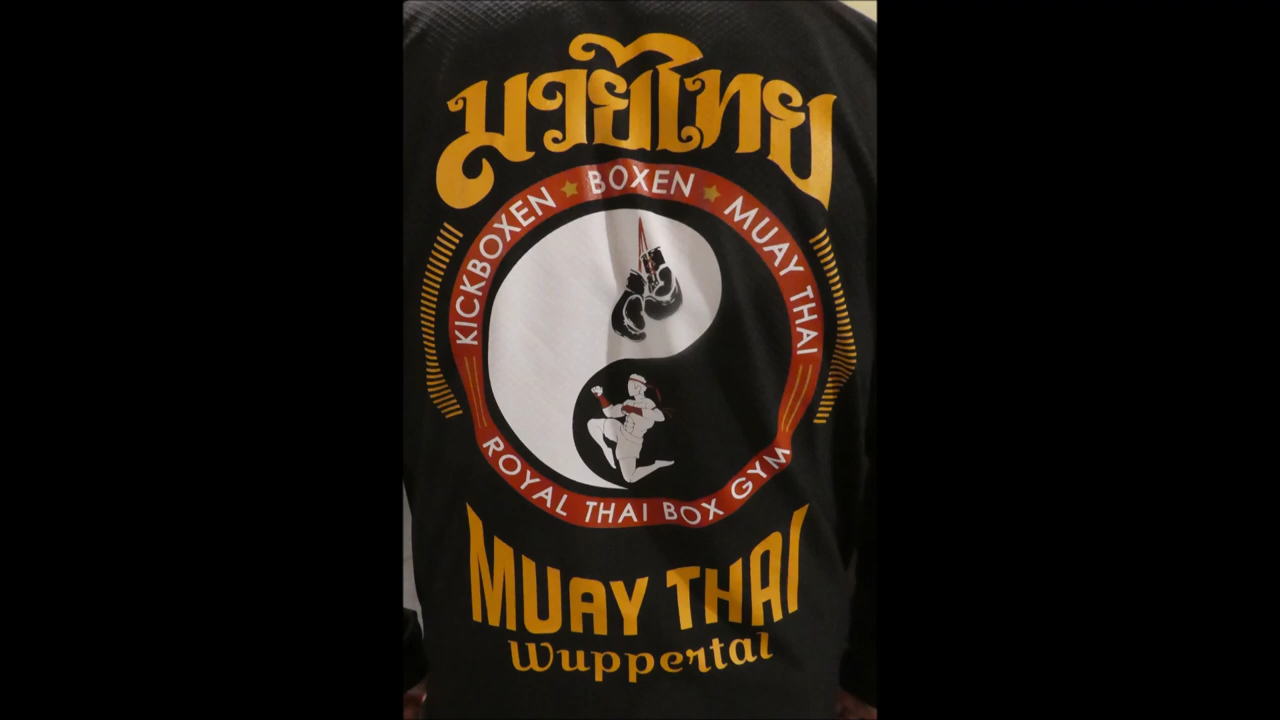 มวยไทย
KICKBOXEN ★ BOXEN ★ MUAY THAI
ROYAL THAI BOX GYM
MUAY THAI
Wuppertal